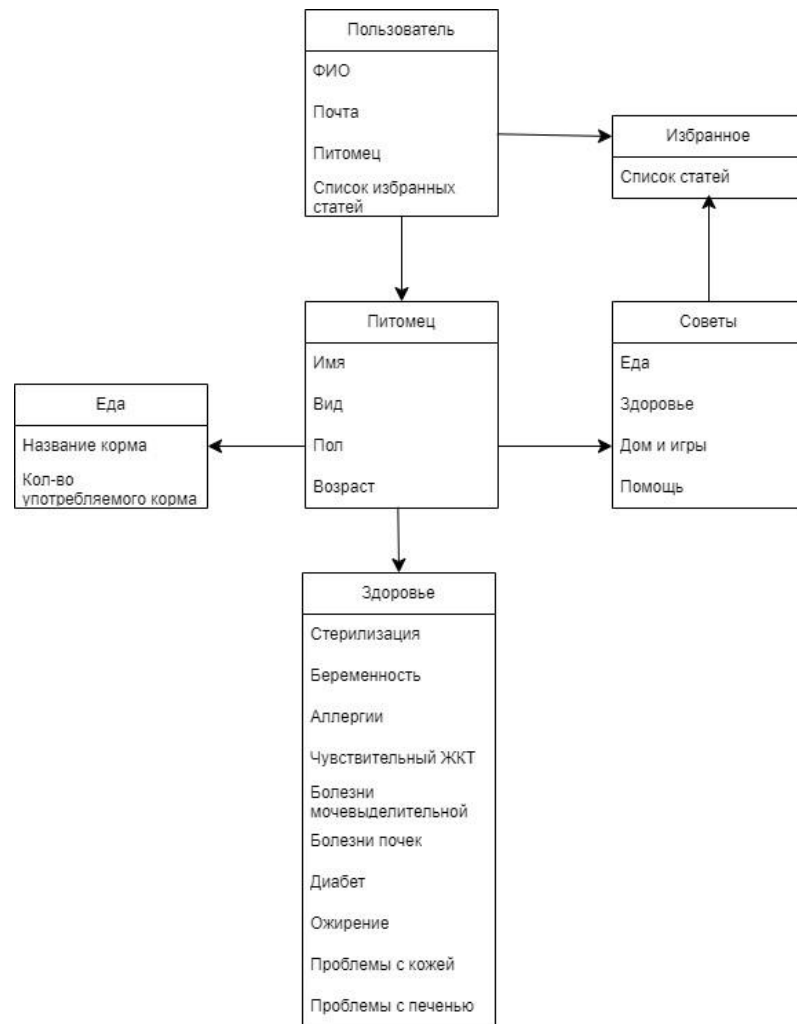 Пользователь
ФИО
Почта
Питомец
Список избранных
статей
Избранное
Список статей
Питомец
Имя
Вид
Пол
Возраст
Советы
Еда
Здоровье
Дом и игры
Помощь
Еда
Название корма
Кол-во
употребляемого корма
Здоровье
Стерилизация
Беременность
Аллергии
Чувствительный ЖКТ
Болезни
мочевыделительной
Болезни почек
Диабет
Ожирение
Проблемы с кожей
Проблемы с печенью